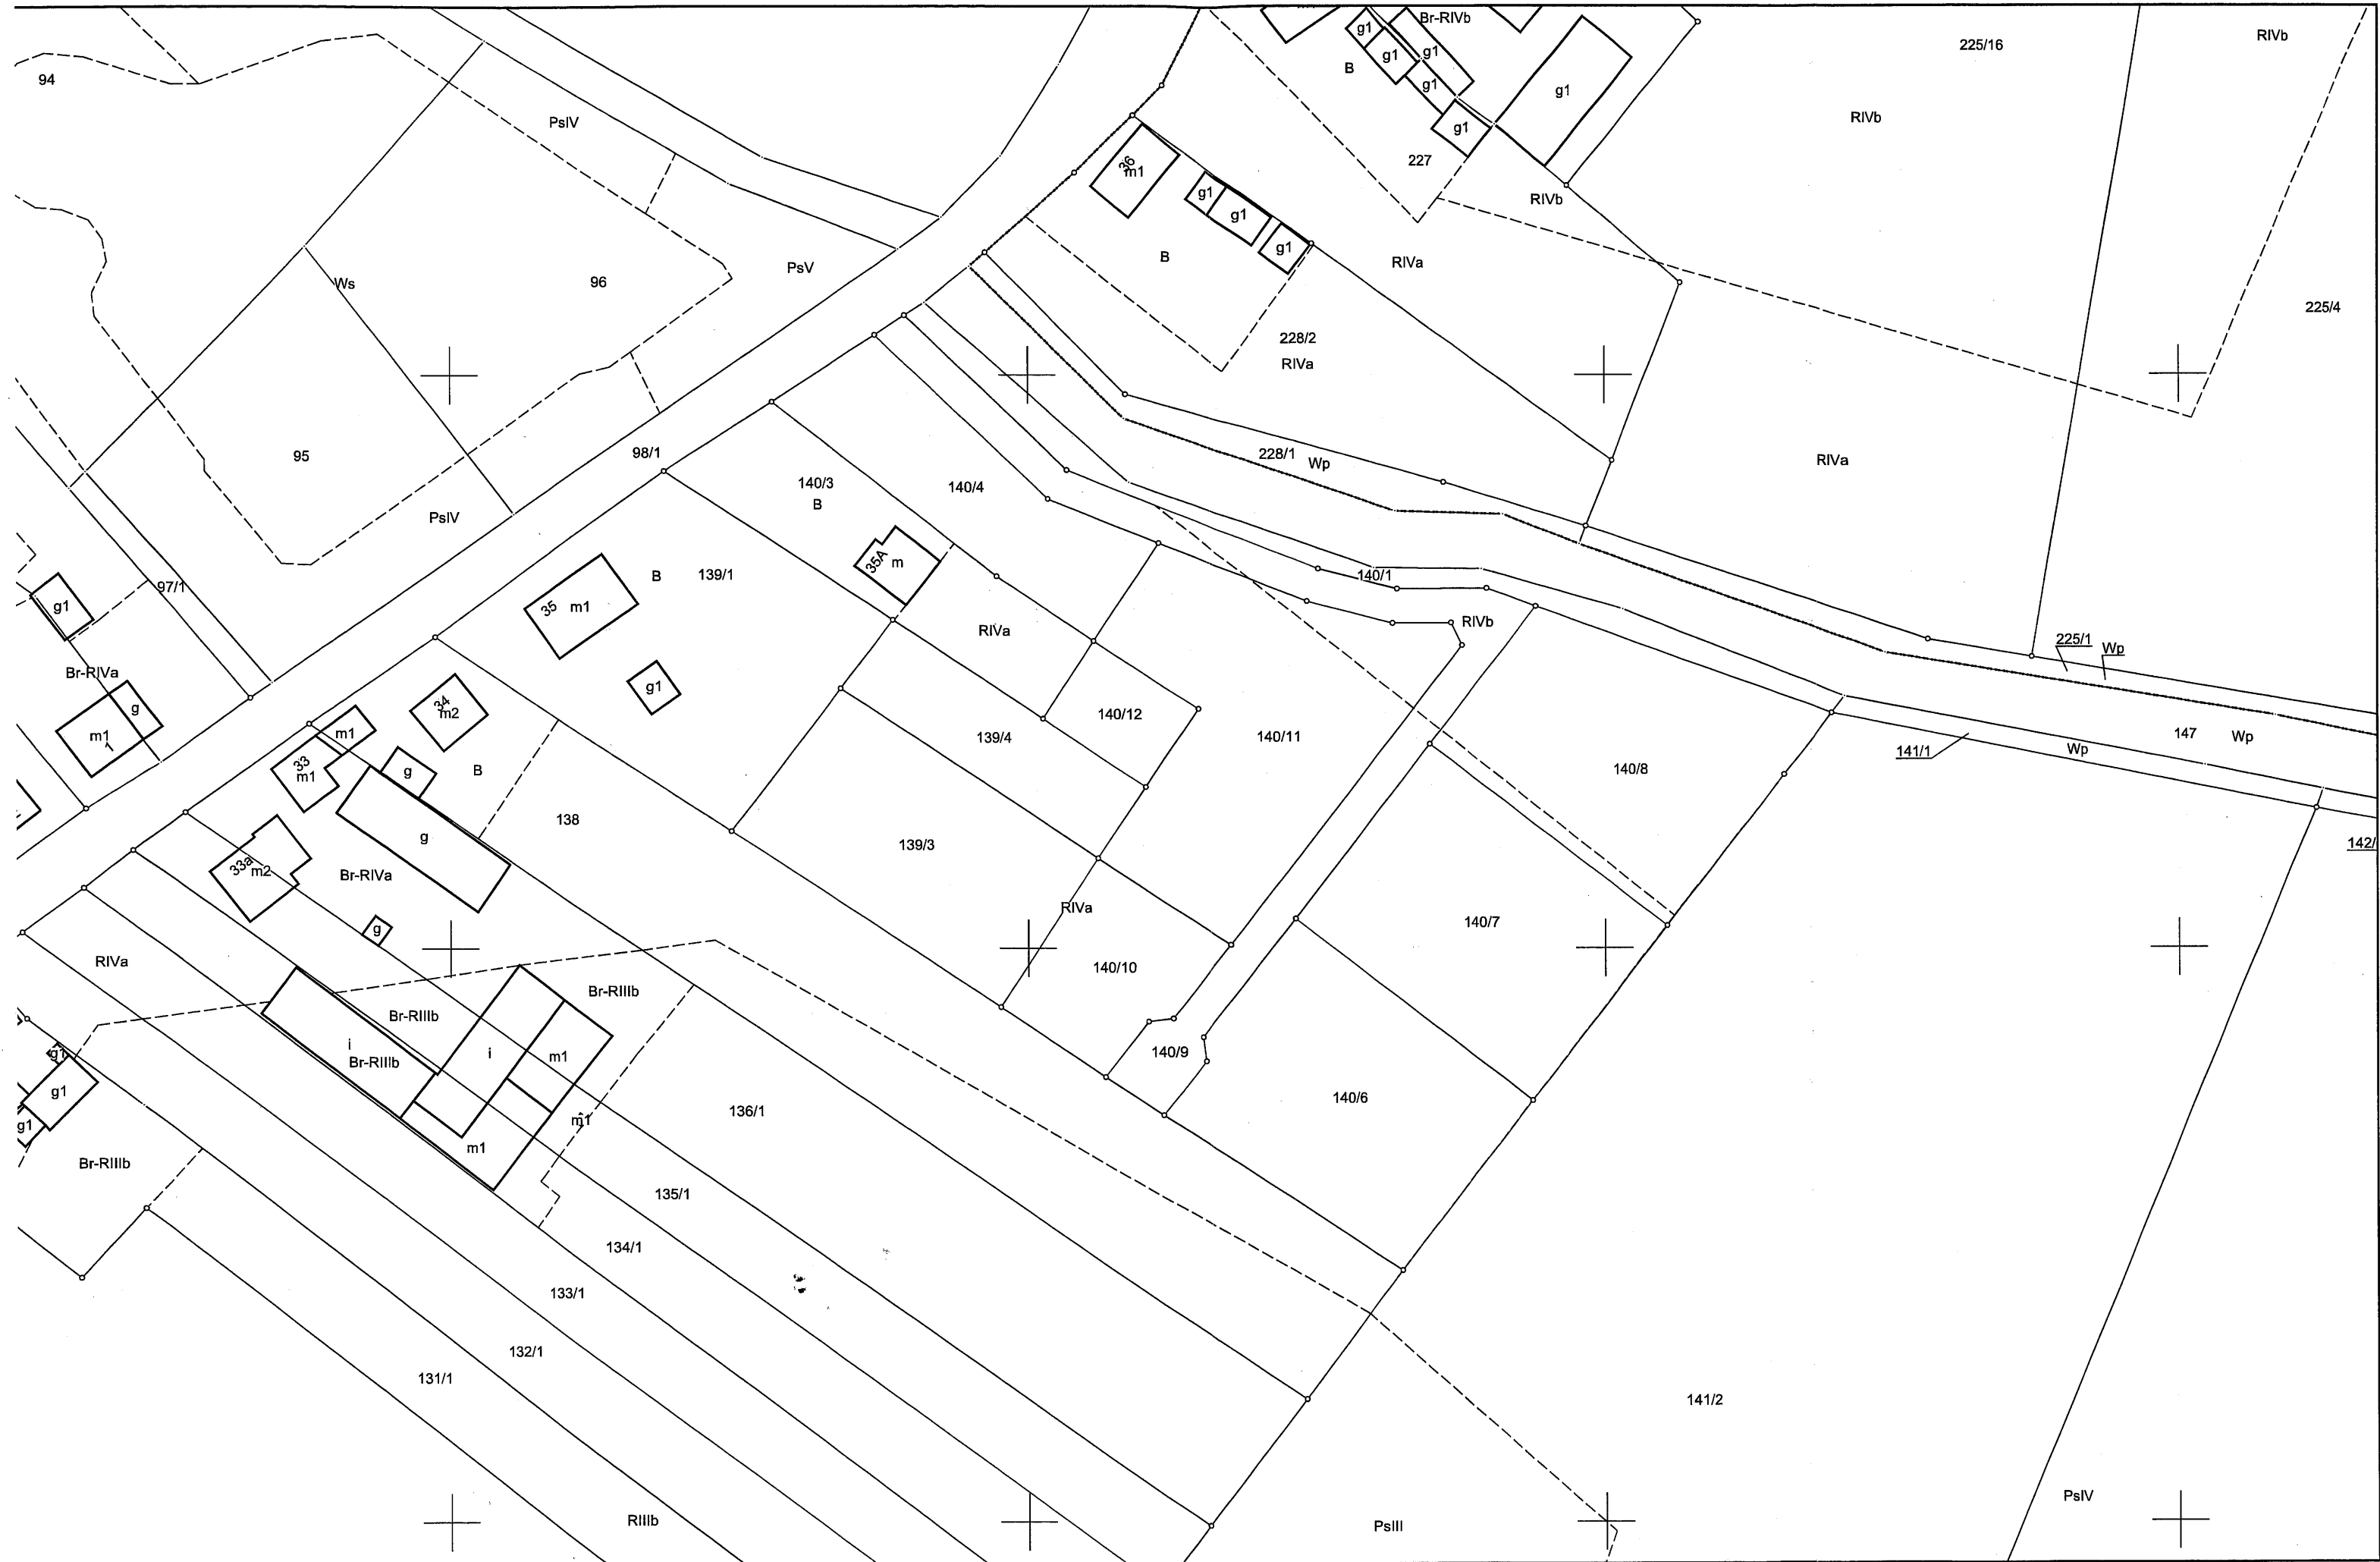 94
PsIV
Br-RIVb
g1
g1
g1
g1
g1
g1
B
227
RIVb
225/16
RIVb
RIVb
36
m1
g1
g1
g1
B
RIVa
Ws
96
PsV
228/2
RIVa
225/4
95
98/1
PsIV
140/3
B
140/4
228/1
Wp
RIVa
97/1
g1
Br-RIVa
g
m1
1
35
m1
B
139/1
35A
m
140/1
RIVa
RIVb
225/1
Wp
g1
34
m2
m1
33
m1
g
B
g
138
139/4
140/12
140/11
140/8
141/1
Wp
147
Wp
142/
33a
m2
Br-RIVa
g
139/3
RIVa
140/10
140/7
RIVa
Br-RIIIb
Br-RIIIb
i
Br-RIIIb
i
m1
140/9
140/6
g1
g1
g1
m1
m1
136/1
Br-RIIIb
135/1
134/1
133/1
132/1
131/1
141/2
RIIIb
PsIII
PsIV